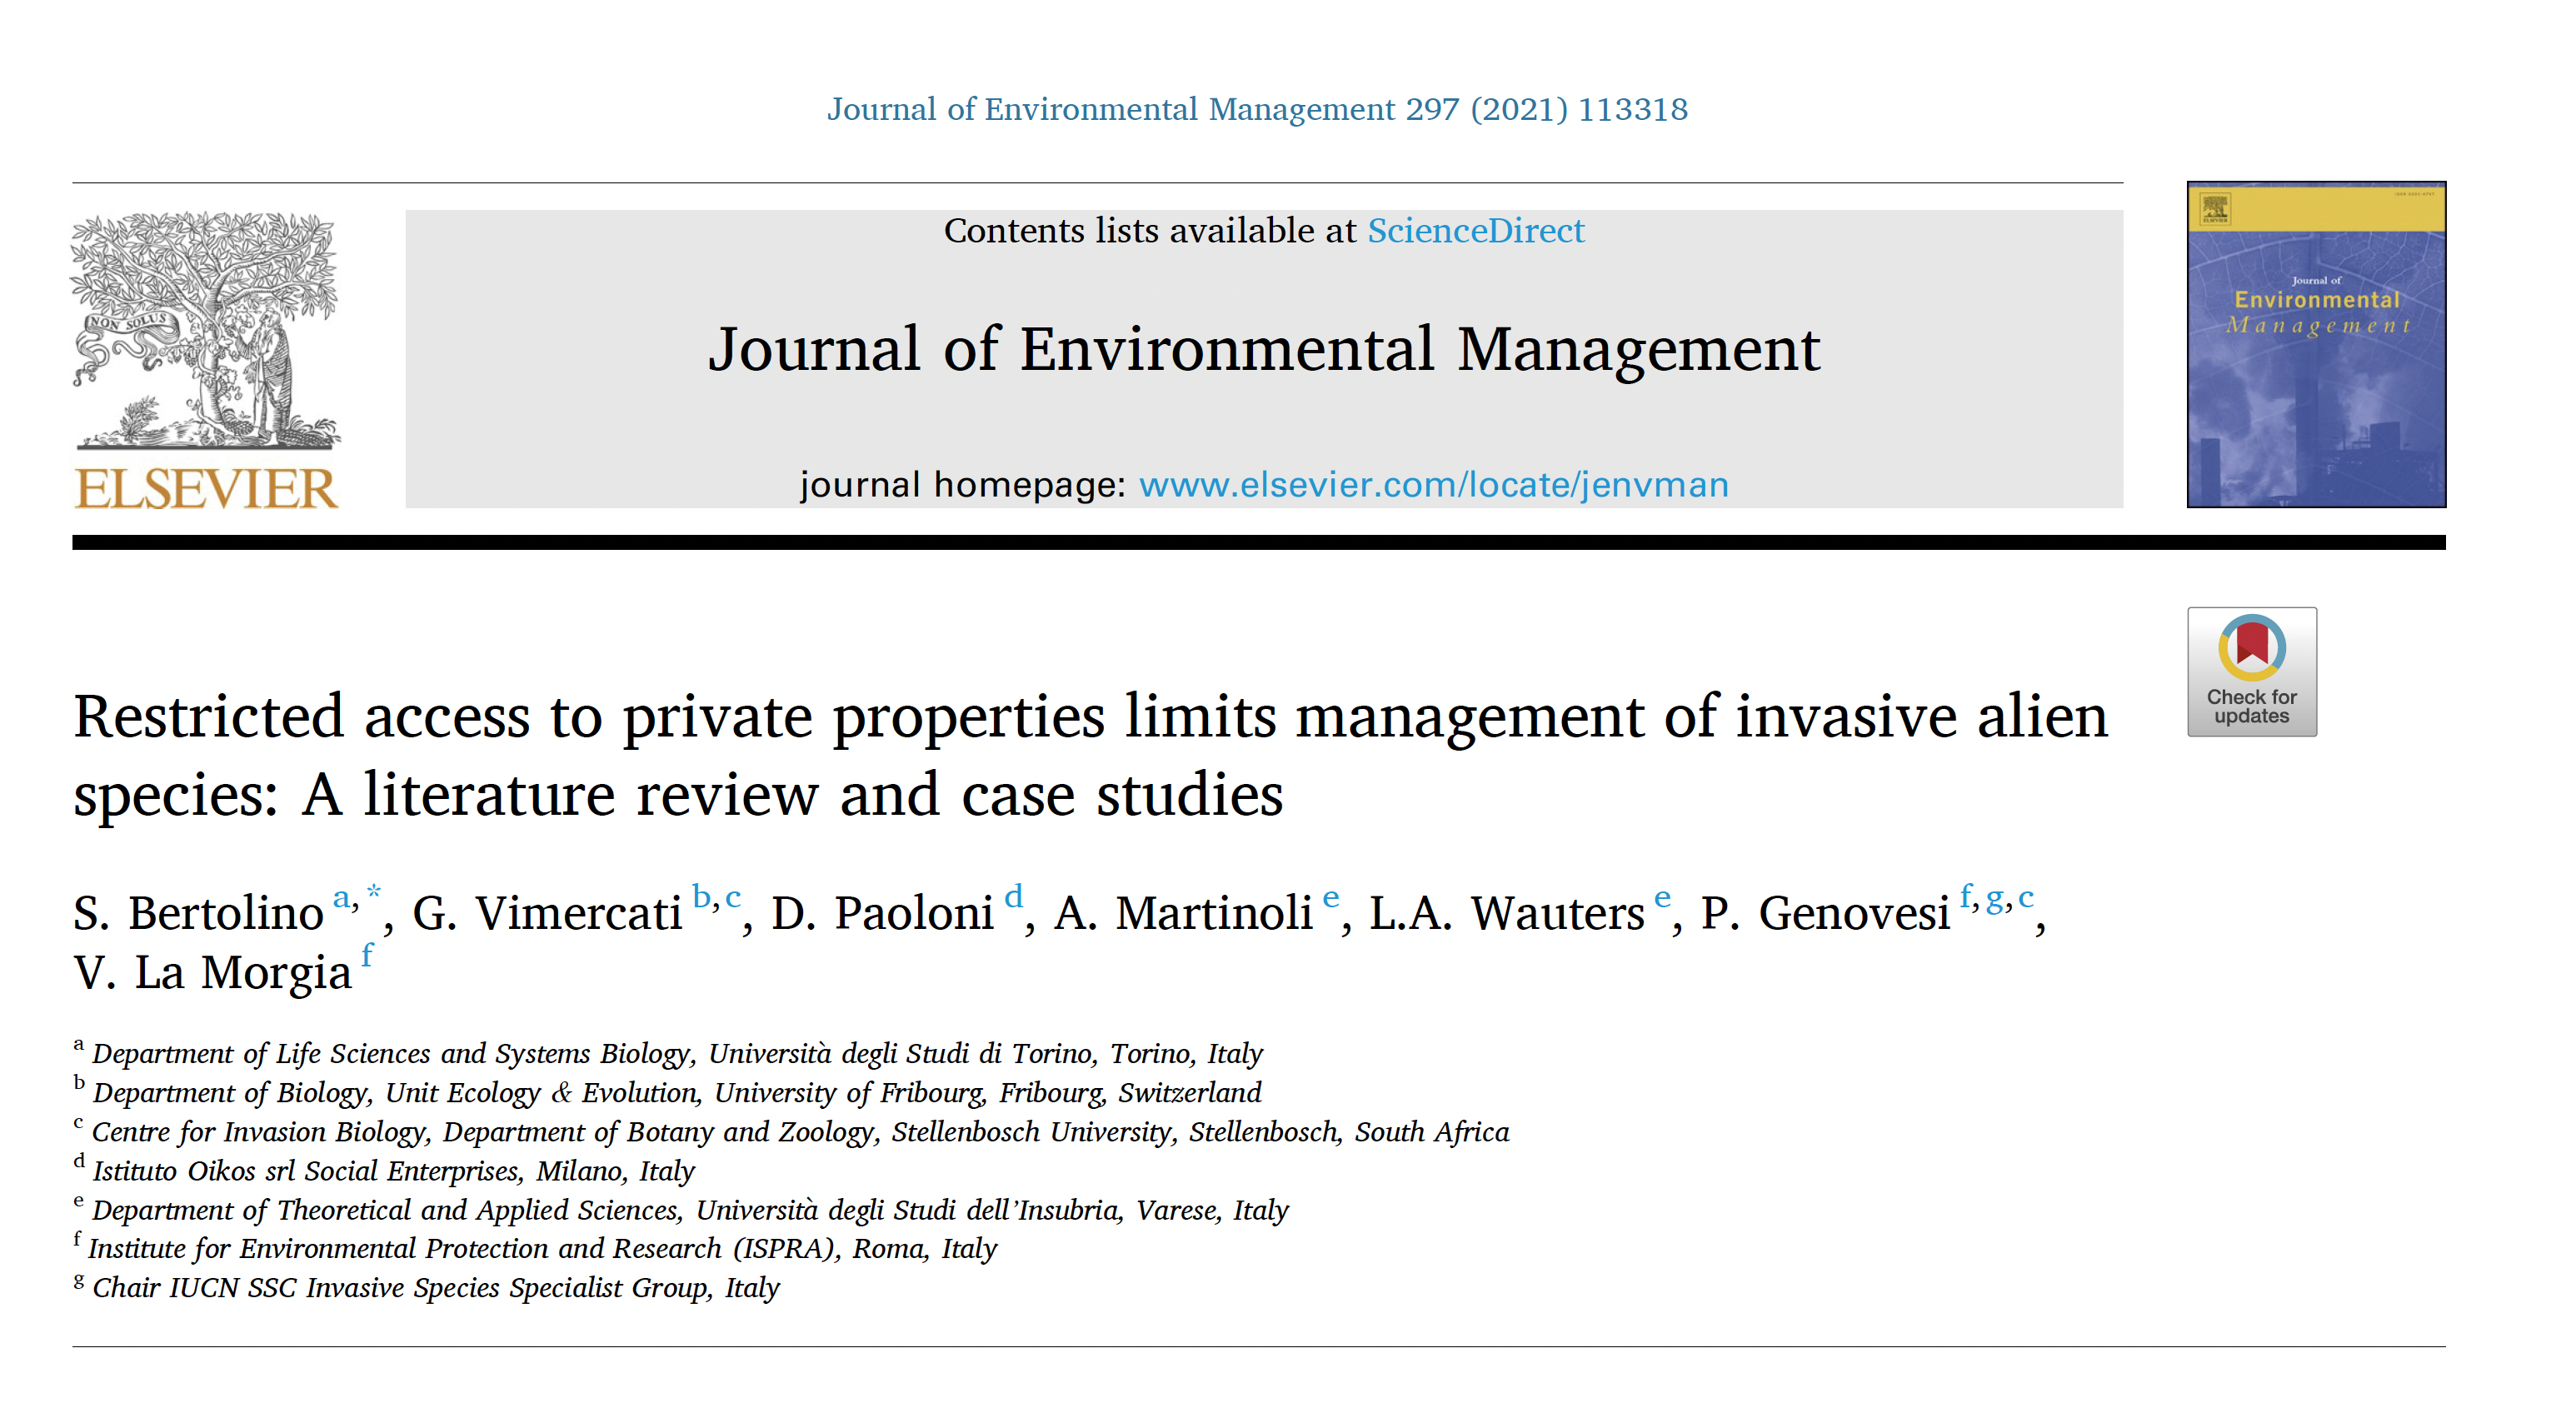 Journal of Environmental Management 297 (2021) 113318
Contents lists available at ScienceDirect
Journal of Environmental Management
journal homepage: www.elsevier.com/locate/jenvman
NON SOLUS
ELSEVIER
ELSEVIER
Journal of
Environmental
Management
Check for
updates
Restricted access to private properties limits management of invasive alien
species: A literature review and case studies
S. Bertolino a,*, G. Vimercati b,c, D. Paoloni d, A. Martinoli e, L.A. Wauters e, P. Genovesi f,g,c,
V. La Morgia f
a Department of Life Sciences and Systems Biology, Università degli Studi di Torino, Torino, Italy
b Department of Biology, Unit Ecology & Evolution, University of Fribourg, Fribourg, Switzerland
c Centre for Invasion Biology, Department of Botany and Zoology, Stellenbosch University, Stellenbosch, South Africa
d Istituto Oikos srl Social Enterprises, Milano, Italy
e Department of Theoretical and Applied Sciences, Università degli Studi dell’Insubria, Varese, Italy
f Institute for Environmental Protection and Research (ISPRA), Roma, Italy
g Chair IUCN SSC Invasive Species Specialist Group, Italy